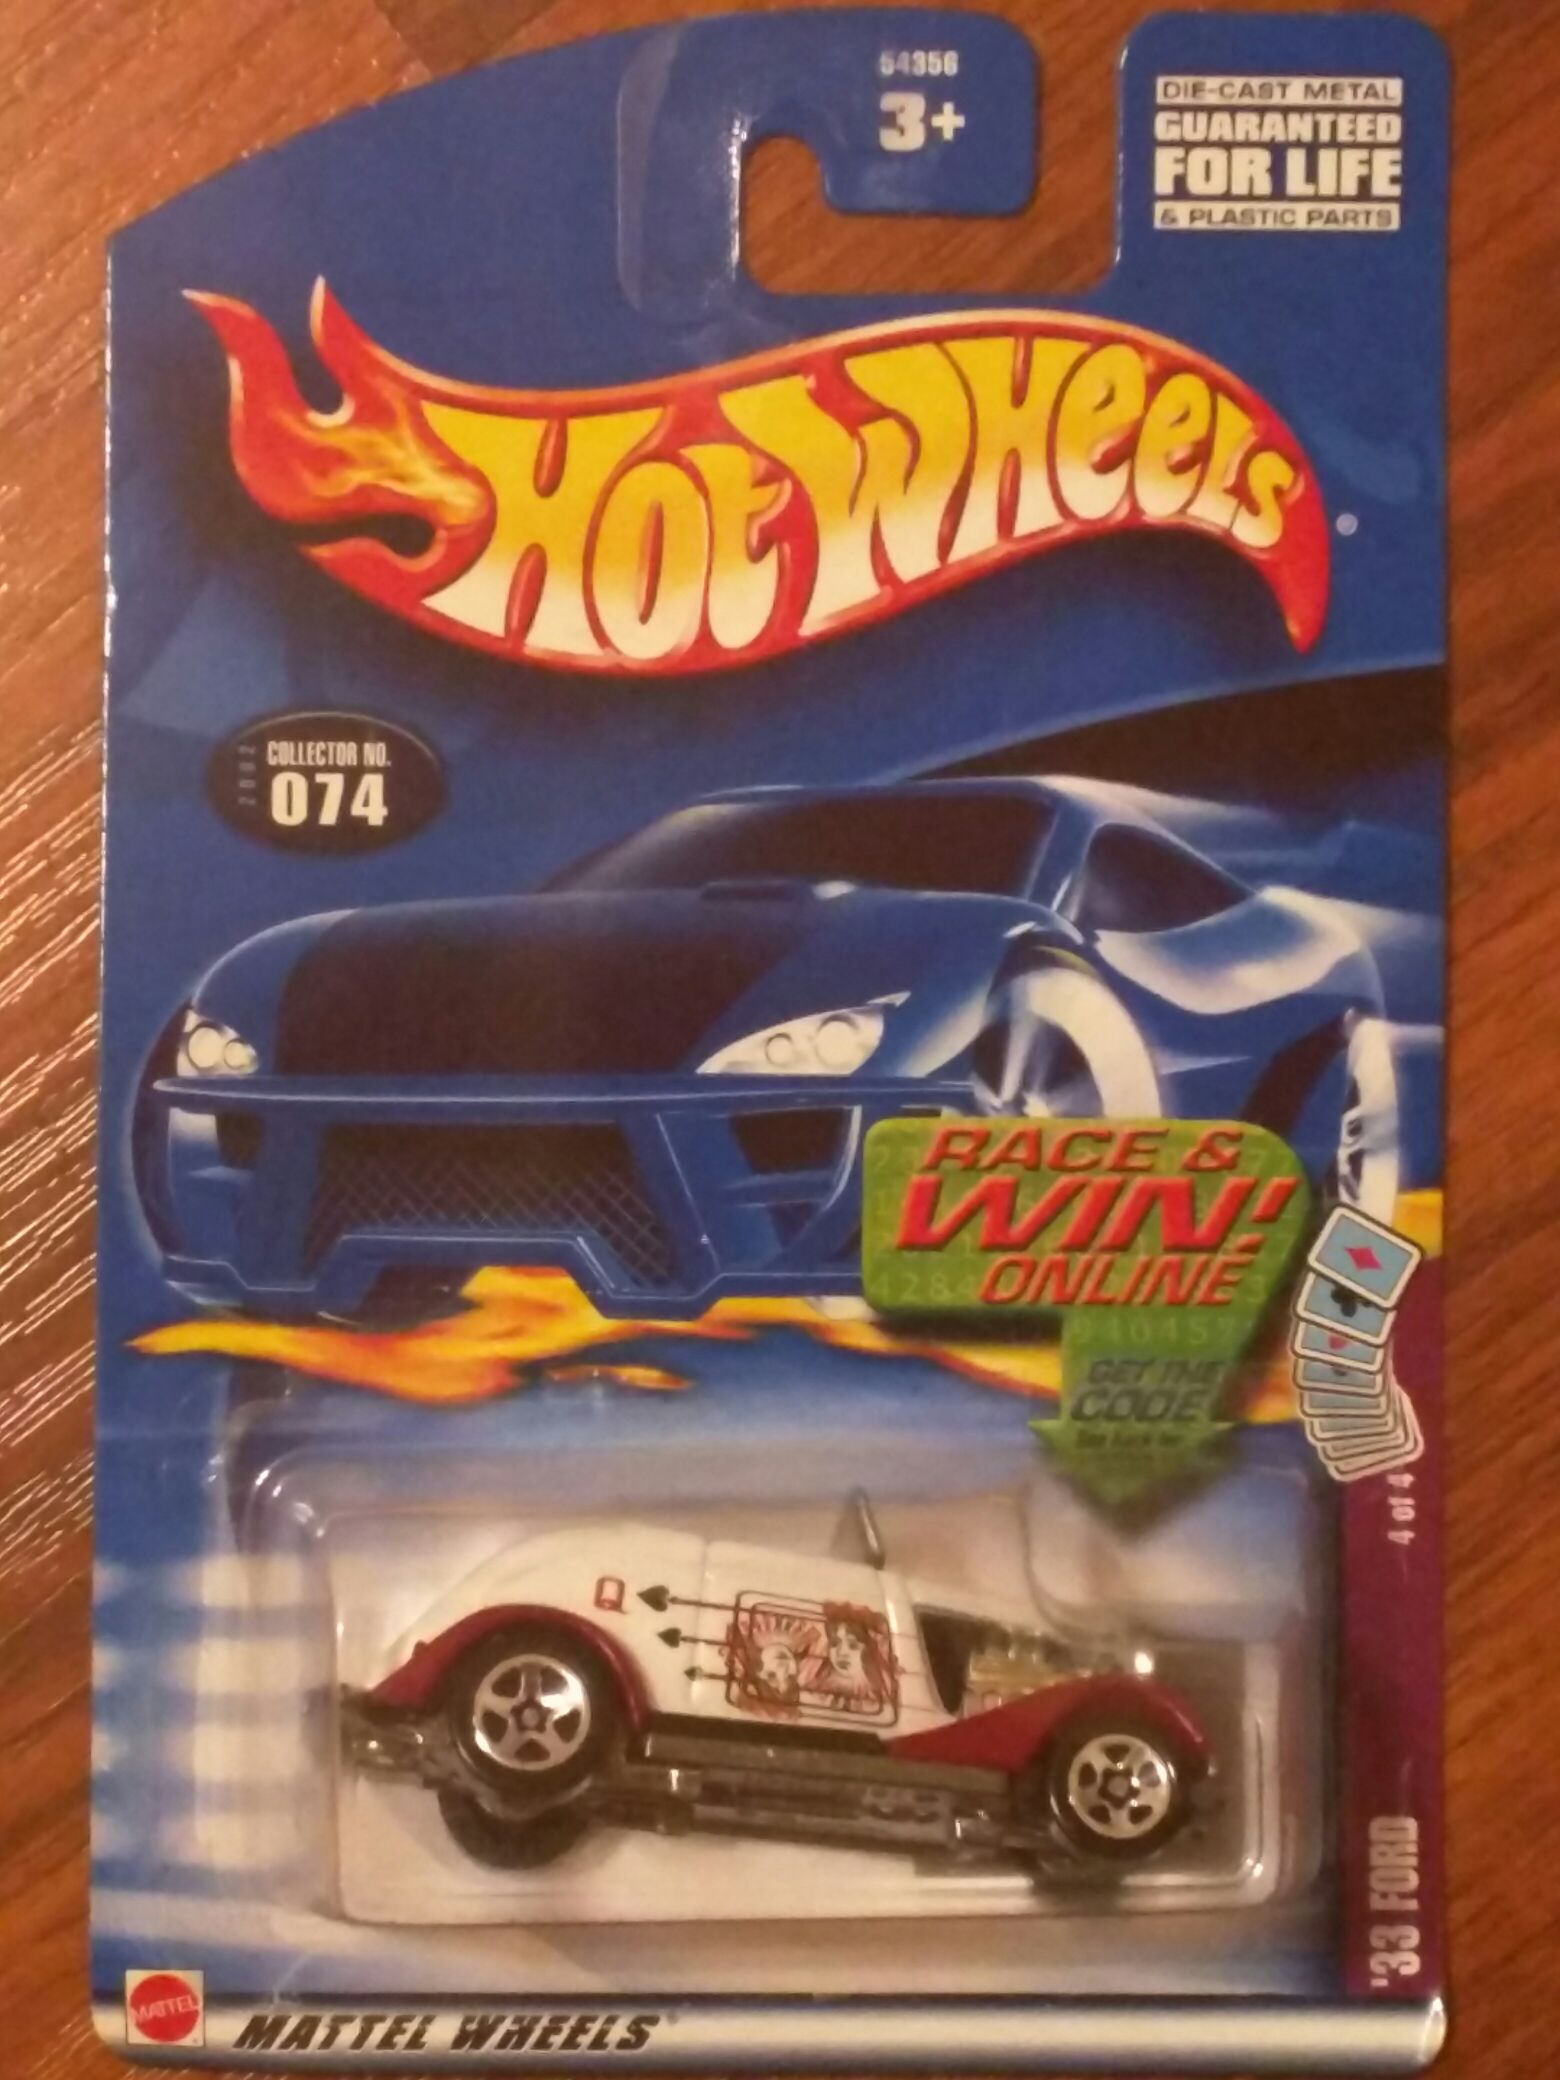 54356
3+
DIE-CAST METAL
GUARANTEED
FOR LIFE
& PLASTIC PARTS
HOT WHEELS®
2002
COLLECTOR NO.
074
RACE &
WIN!
ONLINE
GET THE
CODE
4 of 4
Q
'33 FORD
MATTEL
MATTEL WHEELS